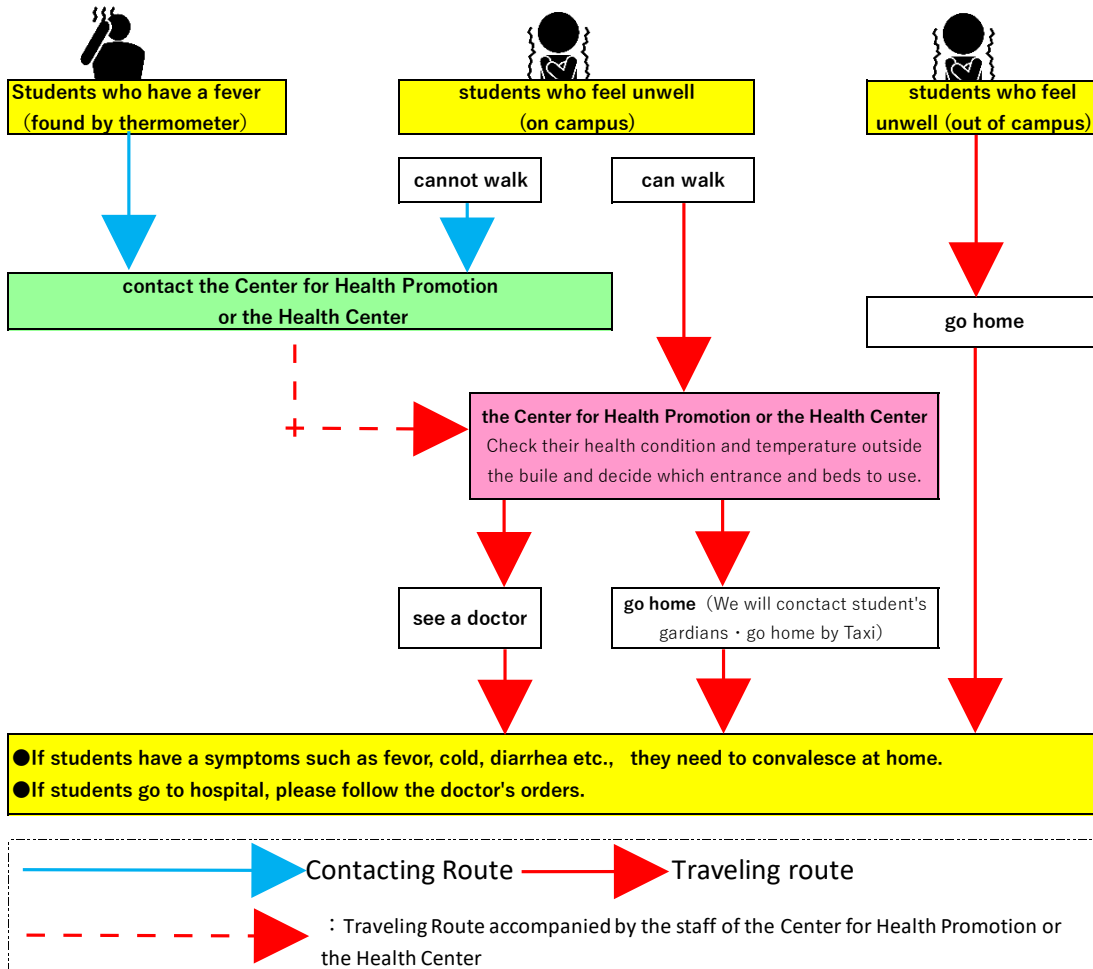 Students who have a fever
（found by thermometer）
students who feel unwell
(on campus)
students who feel
unwell (out of campus)
cannot walk
can walk
contact the Center for Health Promotion
or the Health Center
go home
the Center for Health Promotion or the Health Center
Check their health condition and temperature outside
the buile and decide which entrance and beds to use.
see a doctor
go home（We will conctact student's
gardians・go home by Taxi）
●If students have a symptoms such as fevor, cold, diarrhea etc.,　they need to convalesce at home.
●If students go to hospital, please follow the doctor's orders.
Contacting Route
Traveling route
：Traveling Route accompanied by the staff of the Center for Health Promotion or
the Health Center